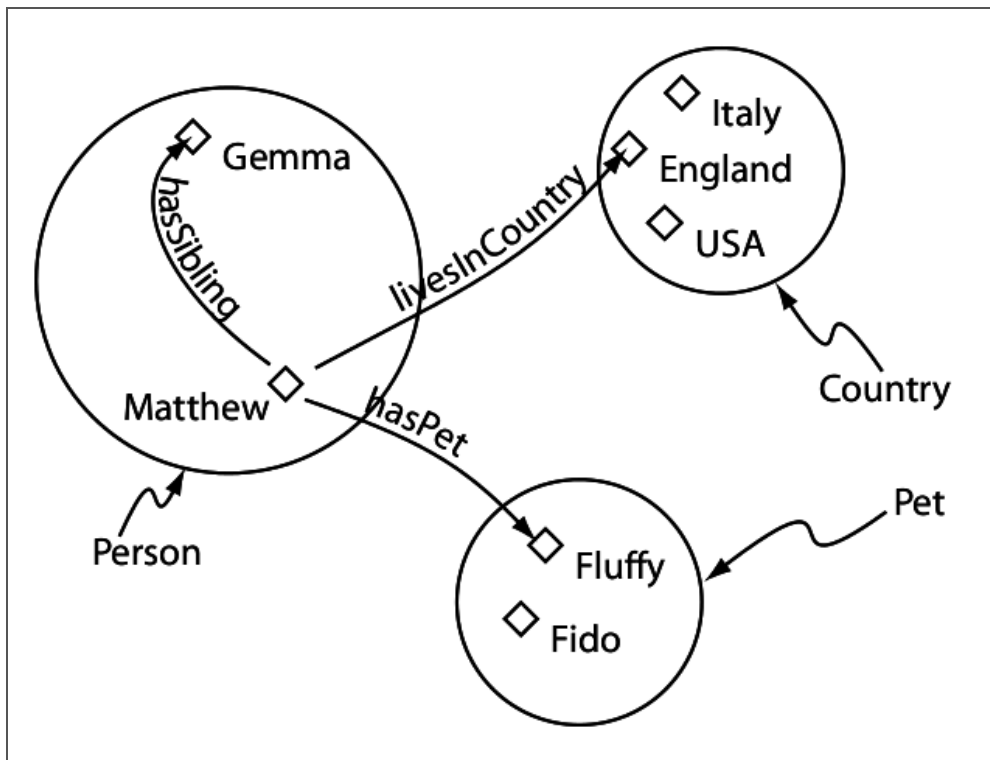 Italy
Gemma
England
hasSibling
livesInCountry
USA
Matthew
hasPet
Country
Person
Pet
Fluffy
Fido